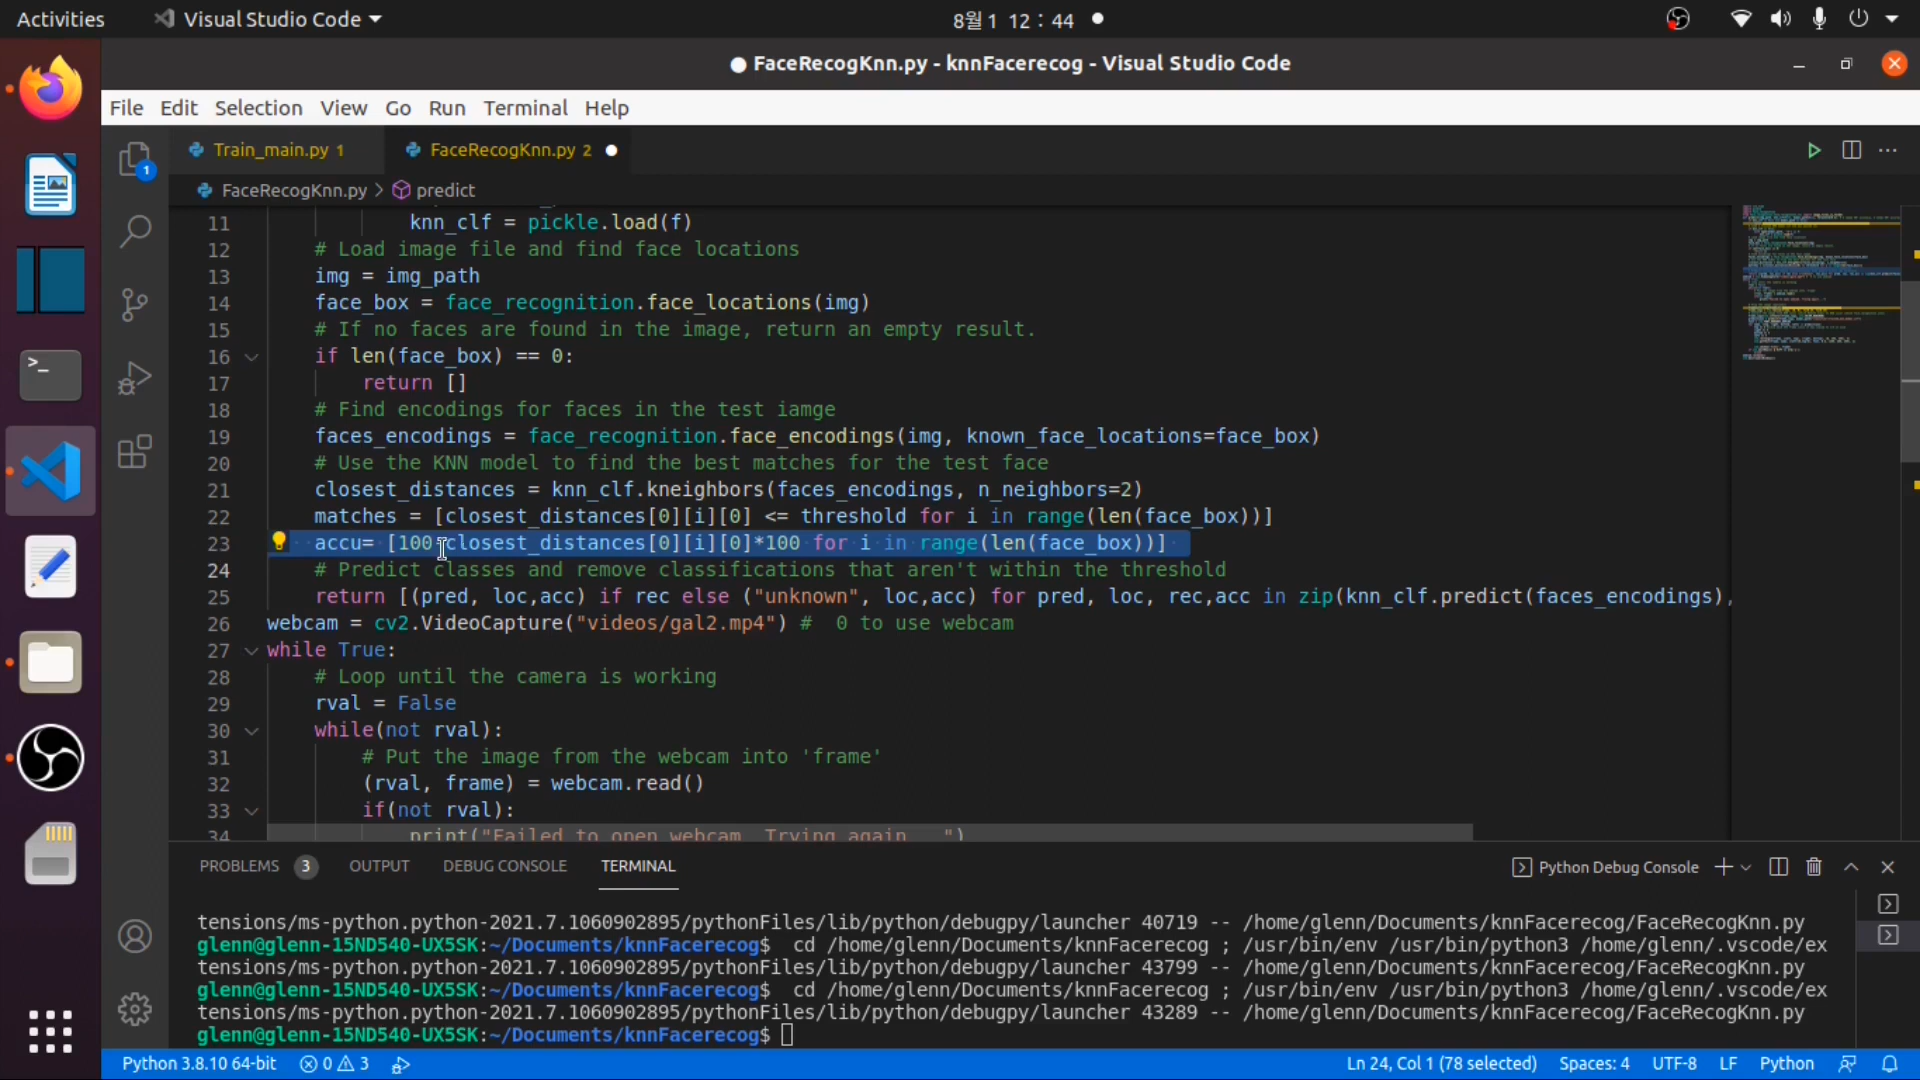 Activities
Visual Studio Code
8월 1 12 : 44
FaceRecogKnn.py - knnFacerecog - Visual Studio Code
File Edit Selection View Go Run Terminal Help
Train_main.py 1
FaceRecogKnn.py 2
FaceRecogKnn.py > predict
11 knn_clf = pickle.load(f)
12 # Load image file and find face locations
13 img = img_path
14 face_box = face_recognition.face_locations(img)
15 # If no faces are found in the image, return an empty result.
16 if len(face_box) == 0:
17 return []
18 # Find encodings for faces in the test iamge
19 faces_encodings = face_recognition.face_encodings(img, known_face_locations=face_box)
20 # Use the KNN model to find the best matches for the test face
21 closest_distances = knn_clf.kneighbors(faces_encodings, n_neighbors=2)
22 matches = [closest_distances[0][i][0] <= threshold for i in range(len(face_box))]
23 accu= [100 closest_distances[0][i][0]*100 for i in range(len(face_box))]
24 # Predict classes and remove classifications that aren't within the threshold
25 return [(pred, loc,acc) if rec else ("unknown", loc,acc) for pred, loc, rec,acc in zip(knn_clf.predict(faces_encodings),
26 webcam = cv2.VideoCapture("videos/gal2.mp4") # 0 to use webcam
27 while True:
28 # Loop until the camera is working
29 rval = False
30 while(not rval):
31 # Put the image from the webcam into 'frame'
32 (rval, frame) = webcam.read()
33 if(not rval):
34 print("Failed to open webcam. Trying again...")
PROBLEMS 3 OUTPUT DEBUG CONSOLE TERMINAL
Python Debug Console
tensions/ms-python.python-2021.7.1060902895/pythonFiles/lib/python/debugpy/launcher 40719 -- /home/glenn/Documents/knnFacerecog/FaceRecogKnn.py
glenn@glenn-15ND540-UX5SK:~/Documents/knnFacerecog$ cd /home/glenn/Documents/knnFacerecog ; /usr/bin/env /usr/bin/python3 /home/glenn/.vscode/ex
tensions/ms-python.python-2021.7.1060902895/pythonFiles/lib/python/debugpy/launcher 43799 -- /home/glenn/Documents/knnFacerecog/FaceRecogKnn.py
glenn@glenn-15ND540-UX5SK:~/Documents/knnFacerecog$ cd /home/glenn/Documents/knnFacerecog ; /usr/bin/env /usr/bin/python3 /home/glenn/.vscode/ex
tensions/ms-python.python-2021.7.1060902895/pythonFiles/lib/python/debugpy/launcher 43289 -- /home/glenn/Documents/knnFacerecog/FaceRecogKnn.py
glenn@glenn-15ND540-UX5SK:~/Documents/knnFacerecog$
Python 3.8.10 64-bit 0 3
Ln 24, Col 1 (78 selected) Spaces: 4 UTF-8 LF Python